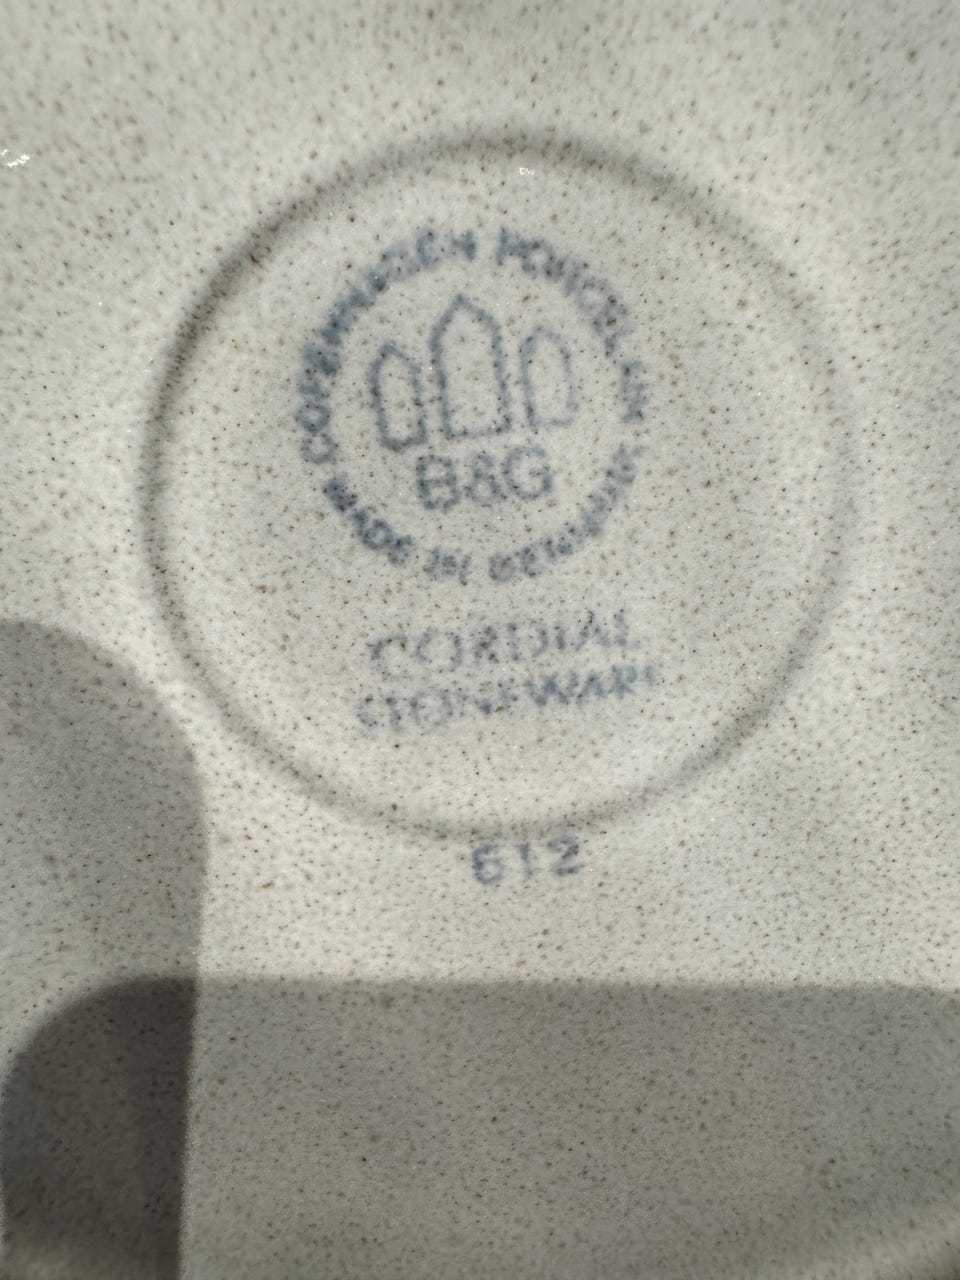 COPENHAGEN PORCELAIN
B&G
MADE IN DENMARK
CORDIAL
STONEWARE
612